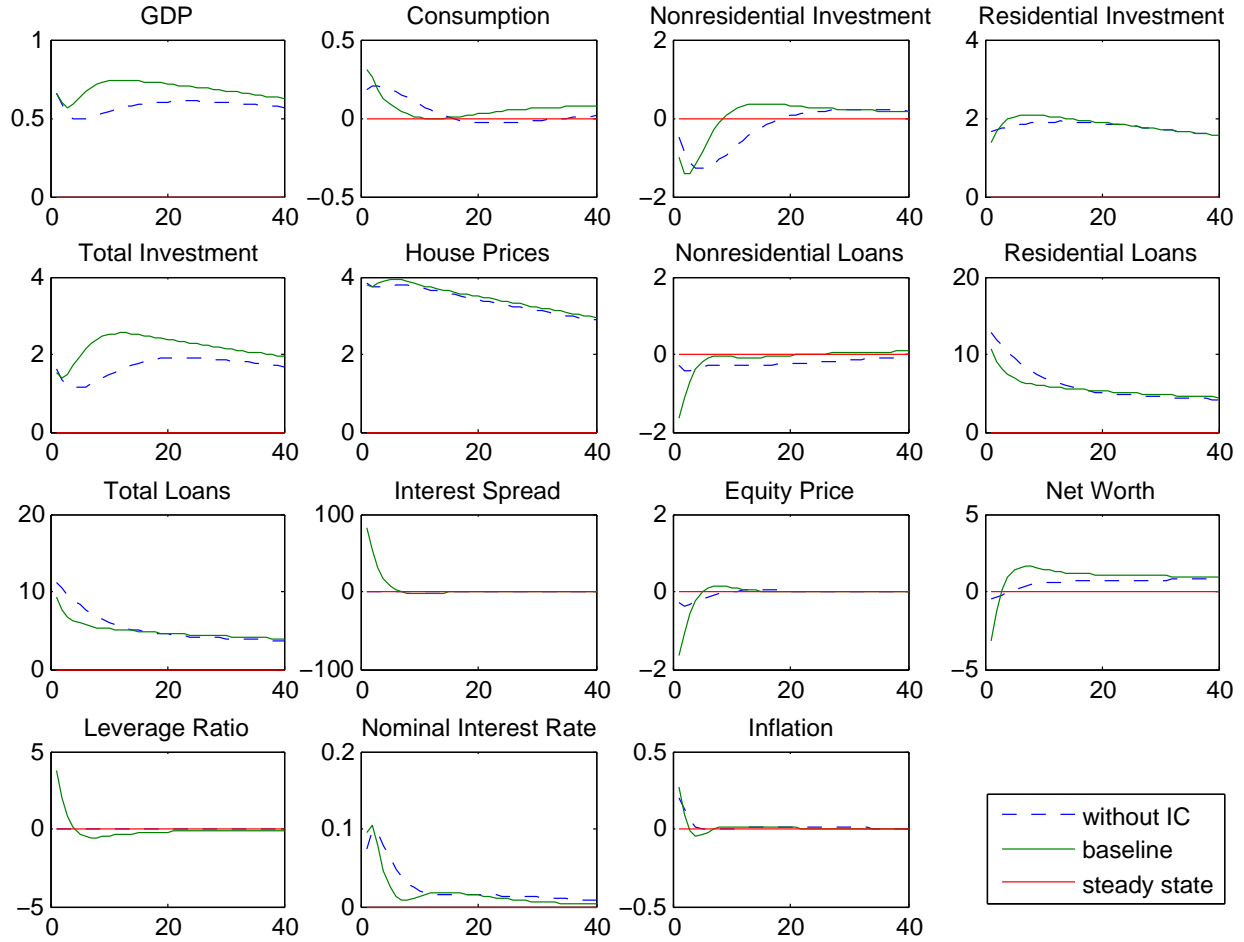 GDP
Consumption
Nonresidential Investment
Residential Investment
1
0.5
0
0 20 40
0.5
0
−0.5
0 20 40
2
0
−2
0 20 40
4
2
0
0 20 40
Total Investment
House Prices
Nonresidential Loans
Residential Loans
4
2
0
0 20 40
4
2
0
0 20 40
2
0
−2
0 20 40
20
10
0
0 20 40
Total Loans
Interest Spread
Equity Price
Net Worth
20
10
0
0 20 40
100
0
−100
0 20 40
2
0
−2
0 20 40
5
0
−5
0 20 40
Leverage Ratio
Nominal Interest Rate
Inflation
5
0
−5
0 20 40
0.2
0.1
0
0 20 40
0.5
0
−0.5
0 20 40
without IC
baseline
steady state